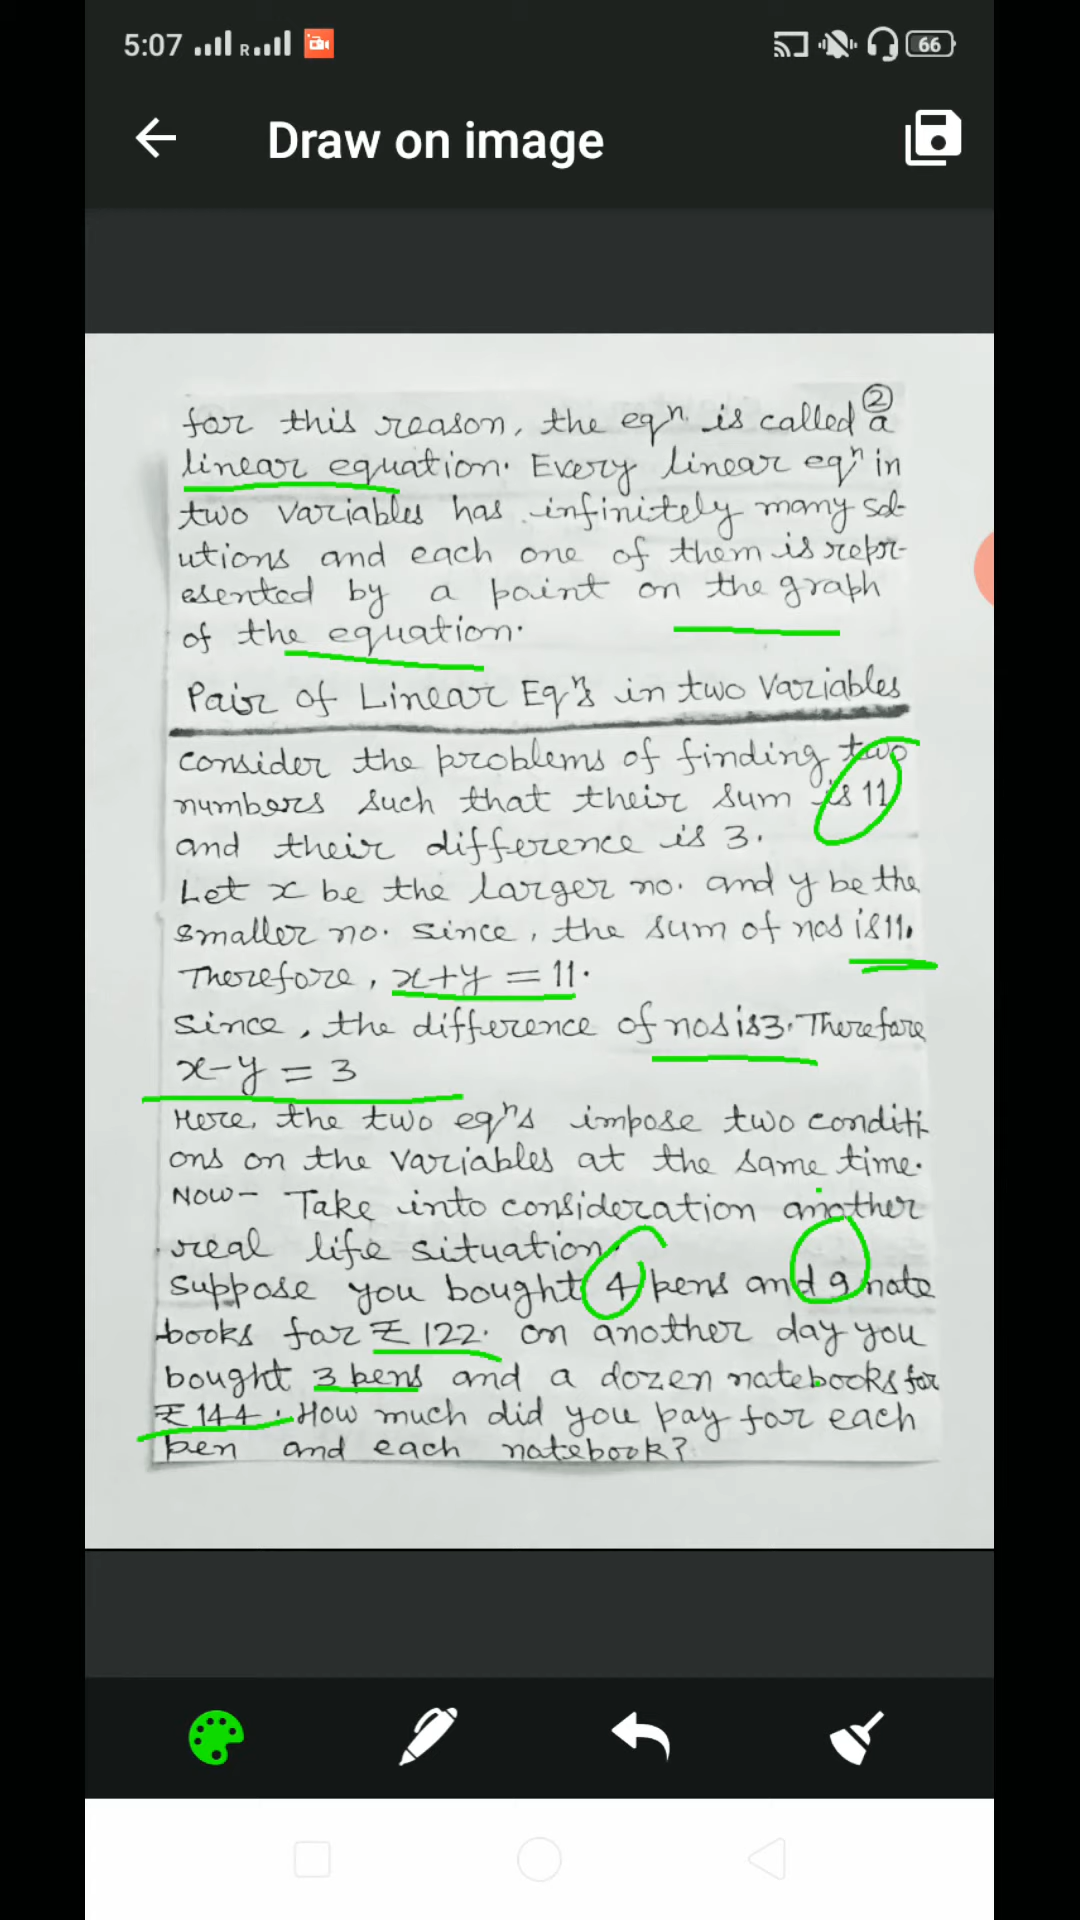 5:07 R 66
Draw on image
②
for this reason, the eqⁿ. is called a
linear equation. Every linear eqⁿ in
two variables has infinitely many sol-
utions and each one of them is repr-
esented by a point on the graph
of the equation.
Pair of Linear Eqⁿs in two Variables
consider the problems of finding two
numbers such that their sum is 11
and their difference is 3.
Let x be the larger no. and y be the
smaller no. since, the sum of nos is 11.
Therefore, x+y = 11.
since, the difference of nos is 3. Therefore
x-y = 3
Here, the two eqⁿs impose two conditi-
ons on the variables at the same time.
Now- Take into consideration another
real life situation.
suppose you bought 4 pens and 9 note
books for ₹ 122. on another day you
bought 3 pens and a dozen notebooks for
₹ 144. How much did you pay for each
pen and each notebook?